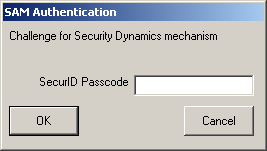 SAM Authentication
Challenge for Security Dynamics mechanism
SecurID Passcode
OK
Cancel